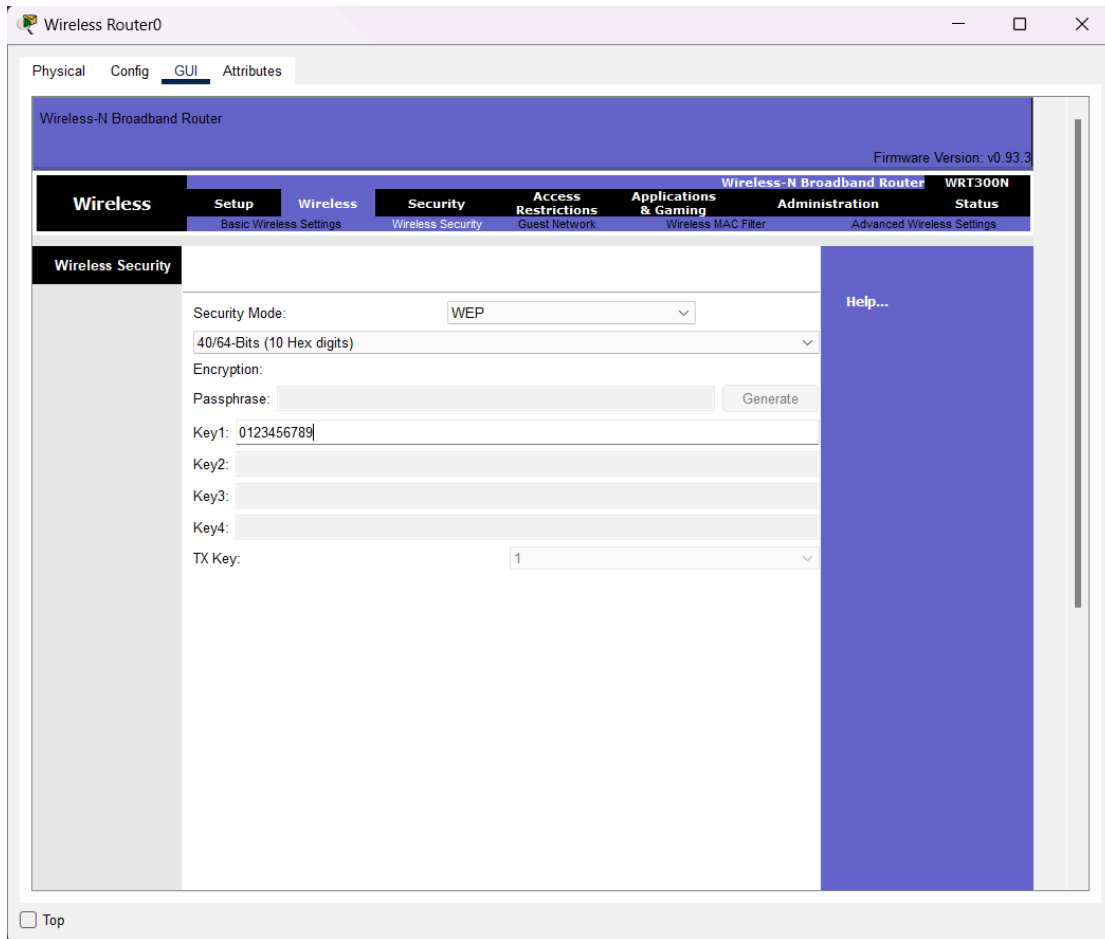 Wireless Router0
Physical Config GUI Attributes
Wireless-N Broadband Router
Firmware Version: v0.93.3
Wireless-N Broadband Router WRT300N
Wireless
Setup Wireless Security Access Restrictions Applications & Gaming Administration Status
Basic Wireless Settings Wireless Security Guest Network Wireless MAC Filter Advanced Wireless Settings
Wireless Security
Help...
Security Mode: WEP
40/64-Bits (10 Hex digits)
Encryption:
Passphrase: Generate
Key1: 0123456789
Key2:
Key3:
Key4:
TX Key: 1
Top